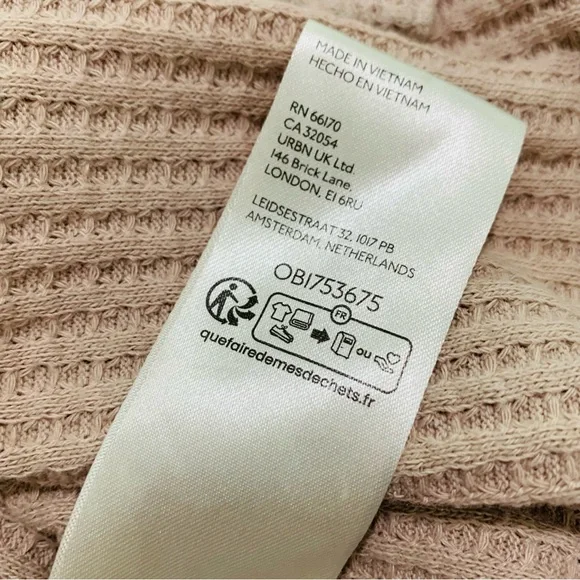 MADE IN VIETNAM
HECHO EN VIETNAM
RN 66170
CA 32054
URBN UK Ltd.
146 Brick Lane,
LONDON, E1 6RU
LEIDSESTRAAT 32, 1017 PB
AMSTERDAM, NETHERLANDS
OB1753675
FR
ou
quefairedemesdechets.fr